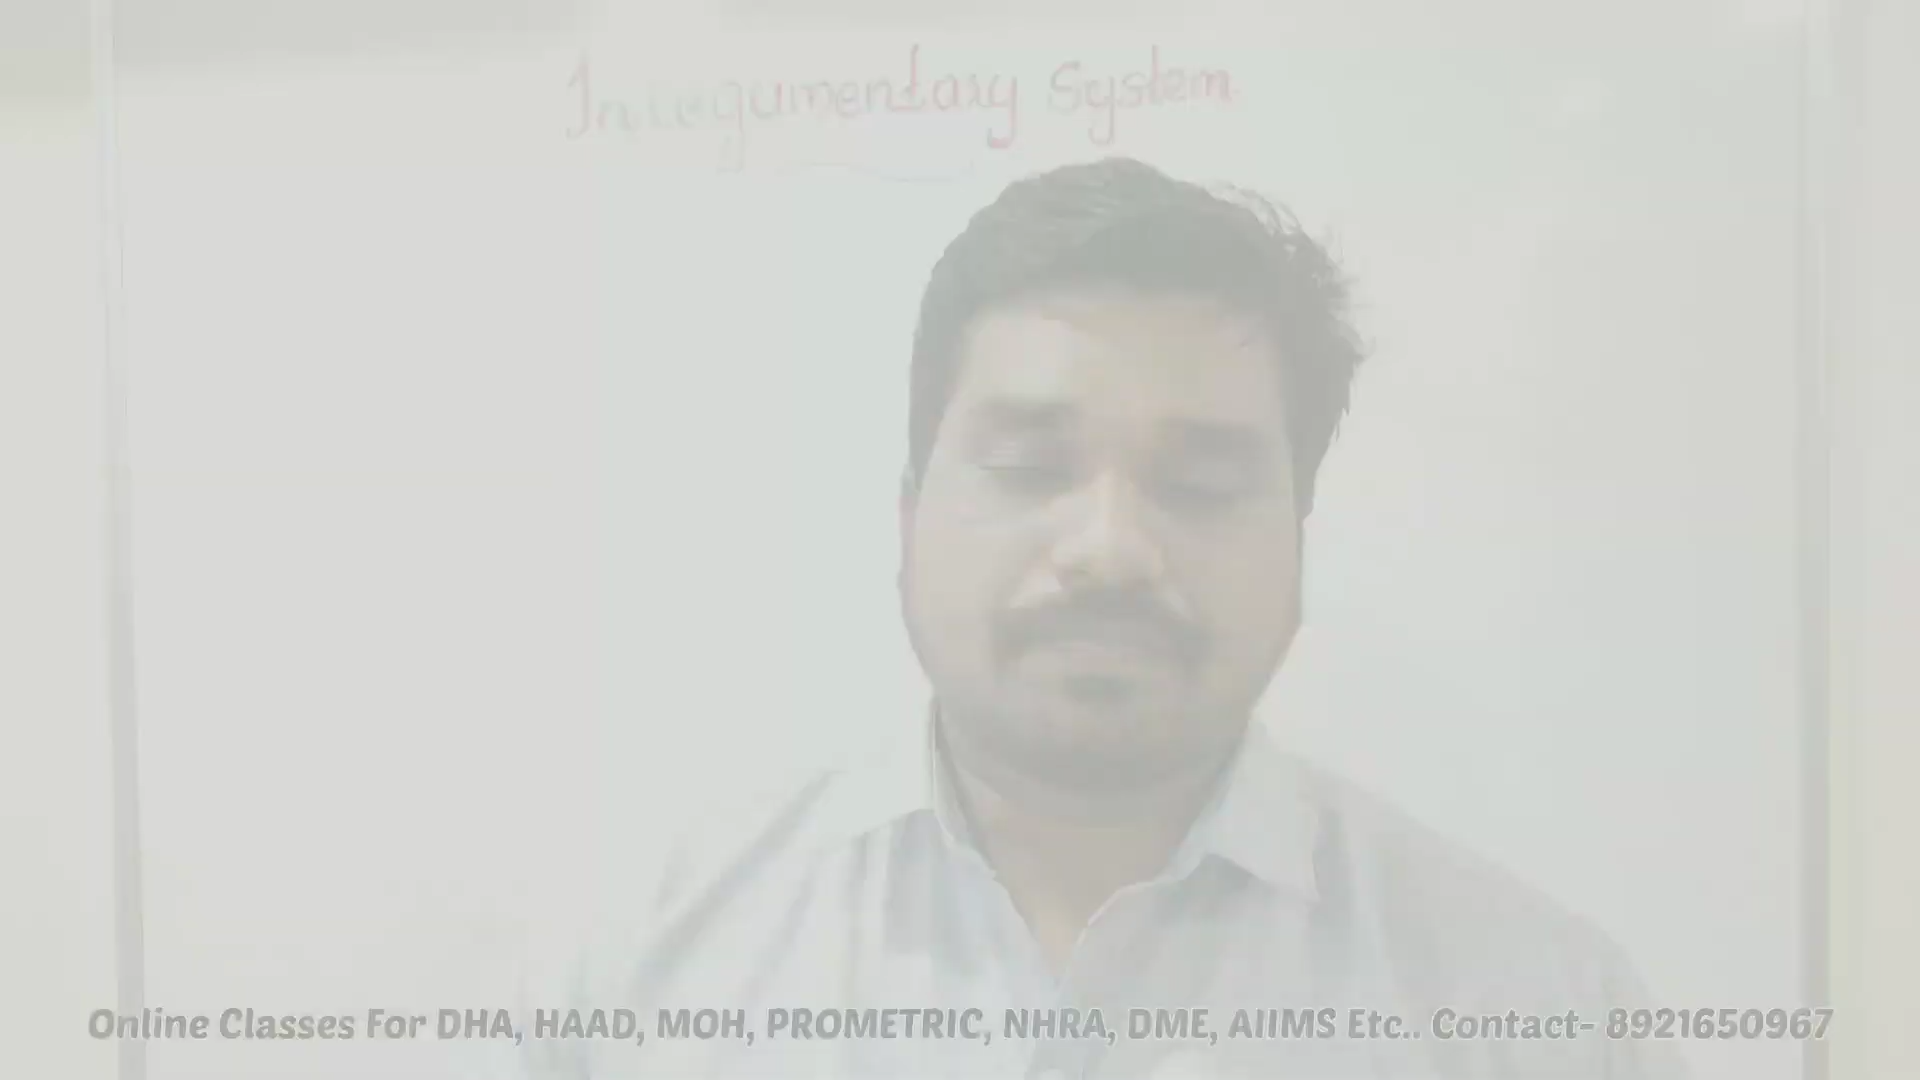 Integumentary System
Online Classes For DHA, HAAD, MOH, PROMETRIC, NHRA, DME, AIIMS Etc.. Contact- 8921650967